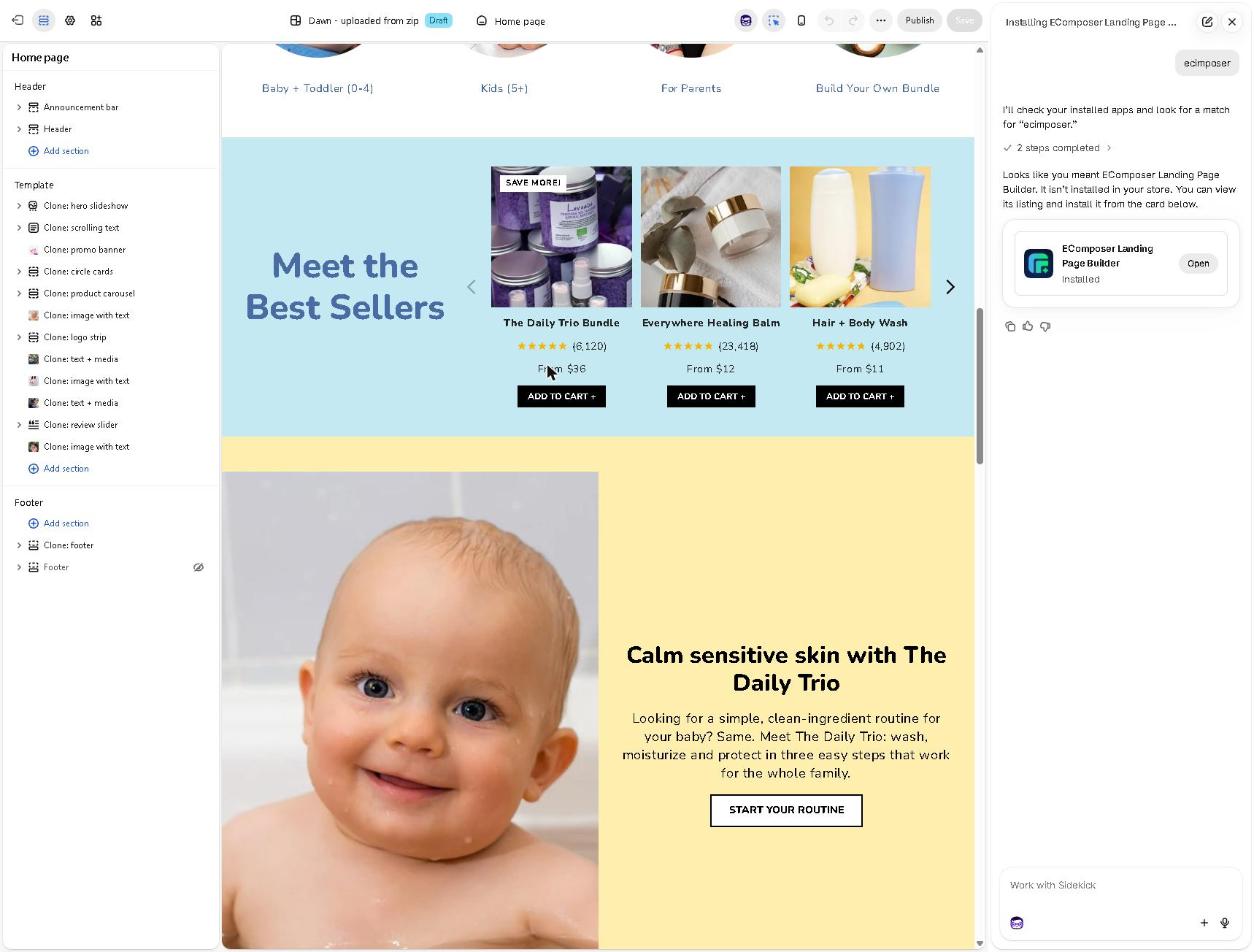 Dawn - uploaded from zip
Draft
Home page
Publish
Save
Home page
Header
Announcement bar
Header
Add section
Template
Clone: hero slideshow
Clone: scrolling text
Clone: promo banner
Clone: circle cards
Clone: product carousel
Clone: image with text
Clone: logo strip
Clone: text + media
Clone: image with text
Clone: text + media
Clone: review slider
Clone: image with text
Add section
Footer
Add section
Clone: footer
Footer
Baby + Toddler (0-4)
Kids (5+)
For Parents
Build Your Own Bundle
Meet the
Best Sellers
SAVE MORE!
The Daily Trio Bundle
(6,120)
From $36
ADD TO CART +
Everywhere Healing Balm
(23,418)
From $12
ADD TO CART +
Hair + Body Wash
(4,902)
From $11
ADD TO CART +
Calm sensitive skin with The
Daily Trio
Looking for a simple, clean-ingredient routine for
your baby? Same. Meet The Daily Trio: wash,
moisturize and protect in three easy steps that work
for the whole family.
START YOUR ROUTINE
Installing EComposer Landing Page ...
ecimposer
I'll check your installed apps and look for a match
for "ecimposer."
2 steps completed
Looks like you meant EComposer Landing Page
Builder. It isn't installed in your store. You can view
its listing and install it from the card below.
EComposer Landing
Page Builder
Installed
Open
Work with Sidekick